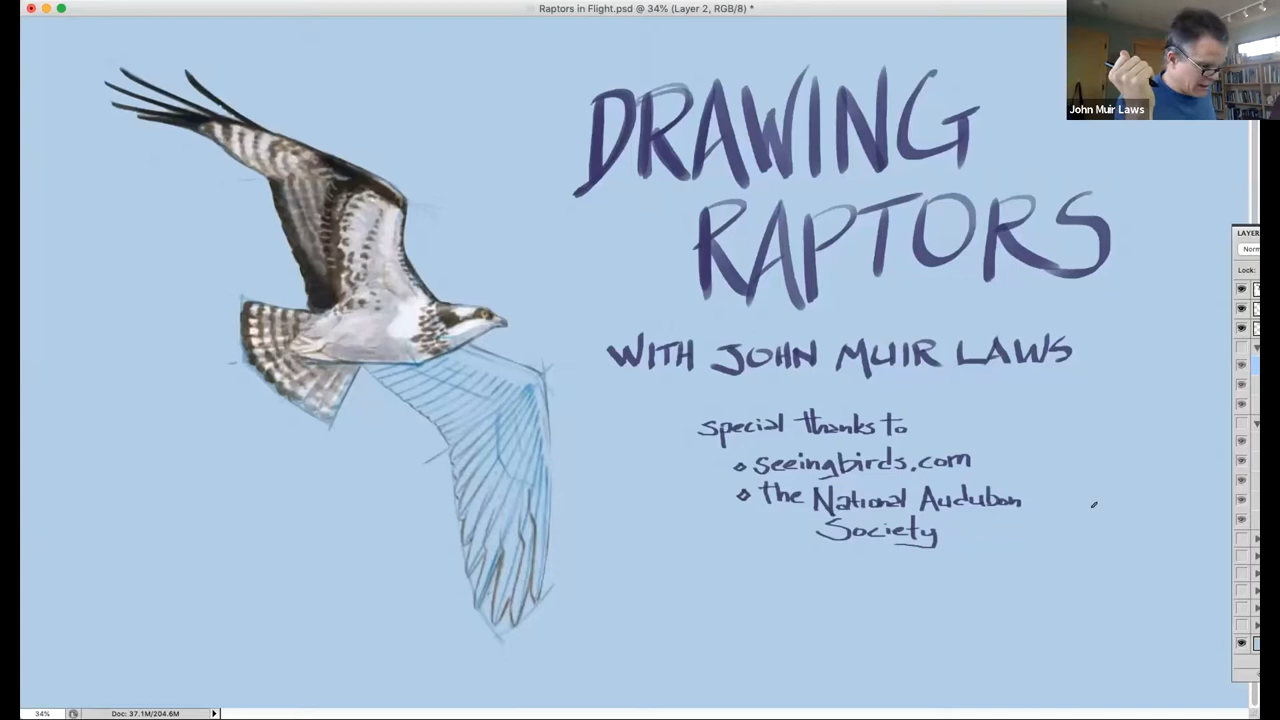 Raptors in Flight.psd @ 34% (Layer 2, RGB/8) *
John Muir Laws
DRAWING
RAPTORS
WITH JOHN MUIR LAWS
special thanks to
seeingbirds.com
the National Audubon
Society
LAYER
Norm
Lock:
34%
Doc: 37.1M/204.6M